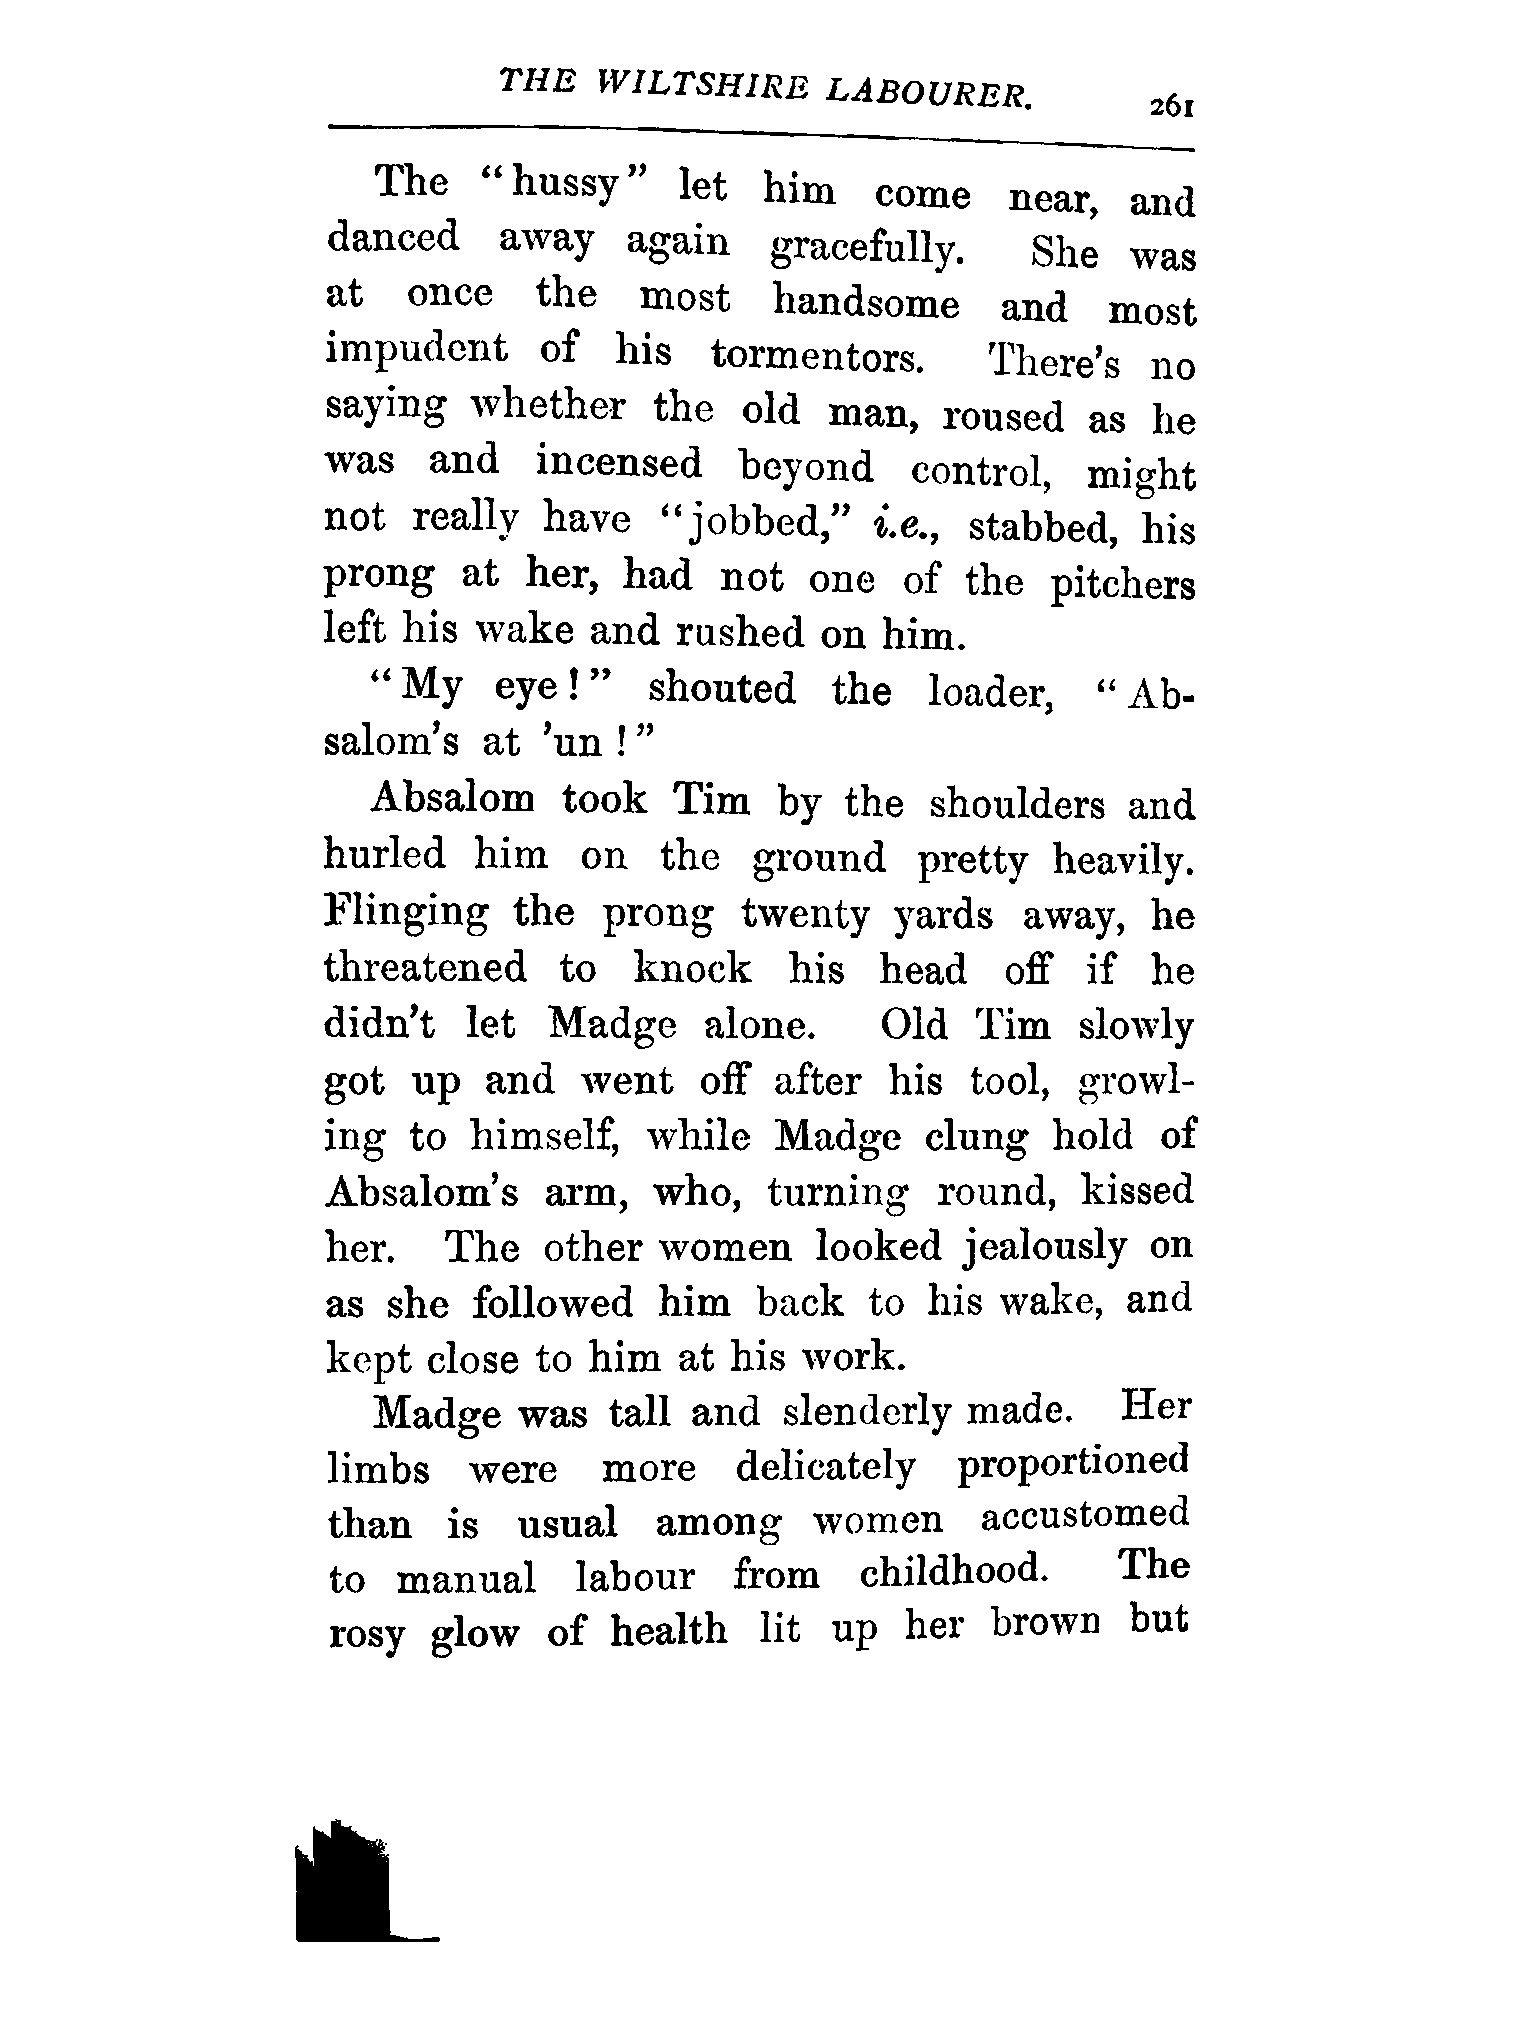 THE WILTSHIRE LABOURER. 261
The "hussy" let him come near, and
danced away again gracefully. She was
at once the most handsome and most
impudent of his tormentors. There's no
saying whether the old man, roused as he
was and incensed beyond control, might
not really have "jobbed," i.e., stabbed, his
prong at her, had not one of the pitchers
left his wake and rushed on him.
"My eye!" shouted the loader, "Ab-
salom's at 'un!"
Absalom took Tim by the shoulders and
hurled him on the ground pretty heavily.
Flinging the prong twenty yards away, he
threatened to knock his head off if he
didn't let Madge alone. Old Tim slowly
got up and went off after his tool, growl-
ing to himself, while Madge clung hold of
Absalom's arm, who, turning round, kissed
her. The other women looked jealously on
as she followed him back to his wake, and
kept close to him at his work.
Madge was tall and slenderly made. Her
limbs were more delicately proportioned
than is usual among women accustomed
to manual labour from childhood. The
rosy glow of health lit up her brown but